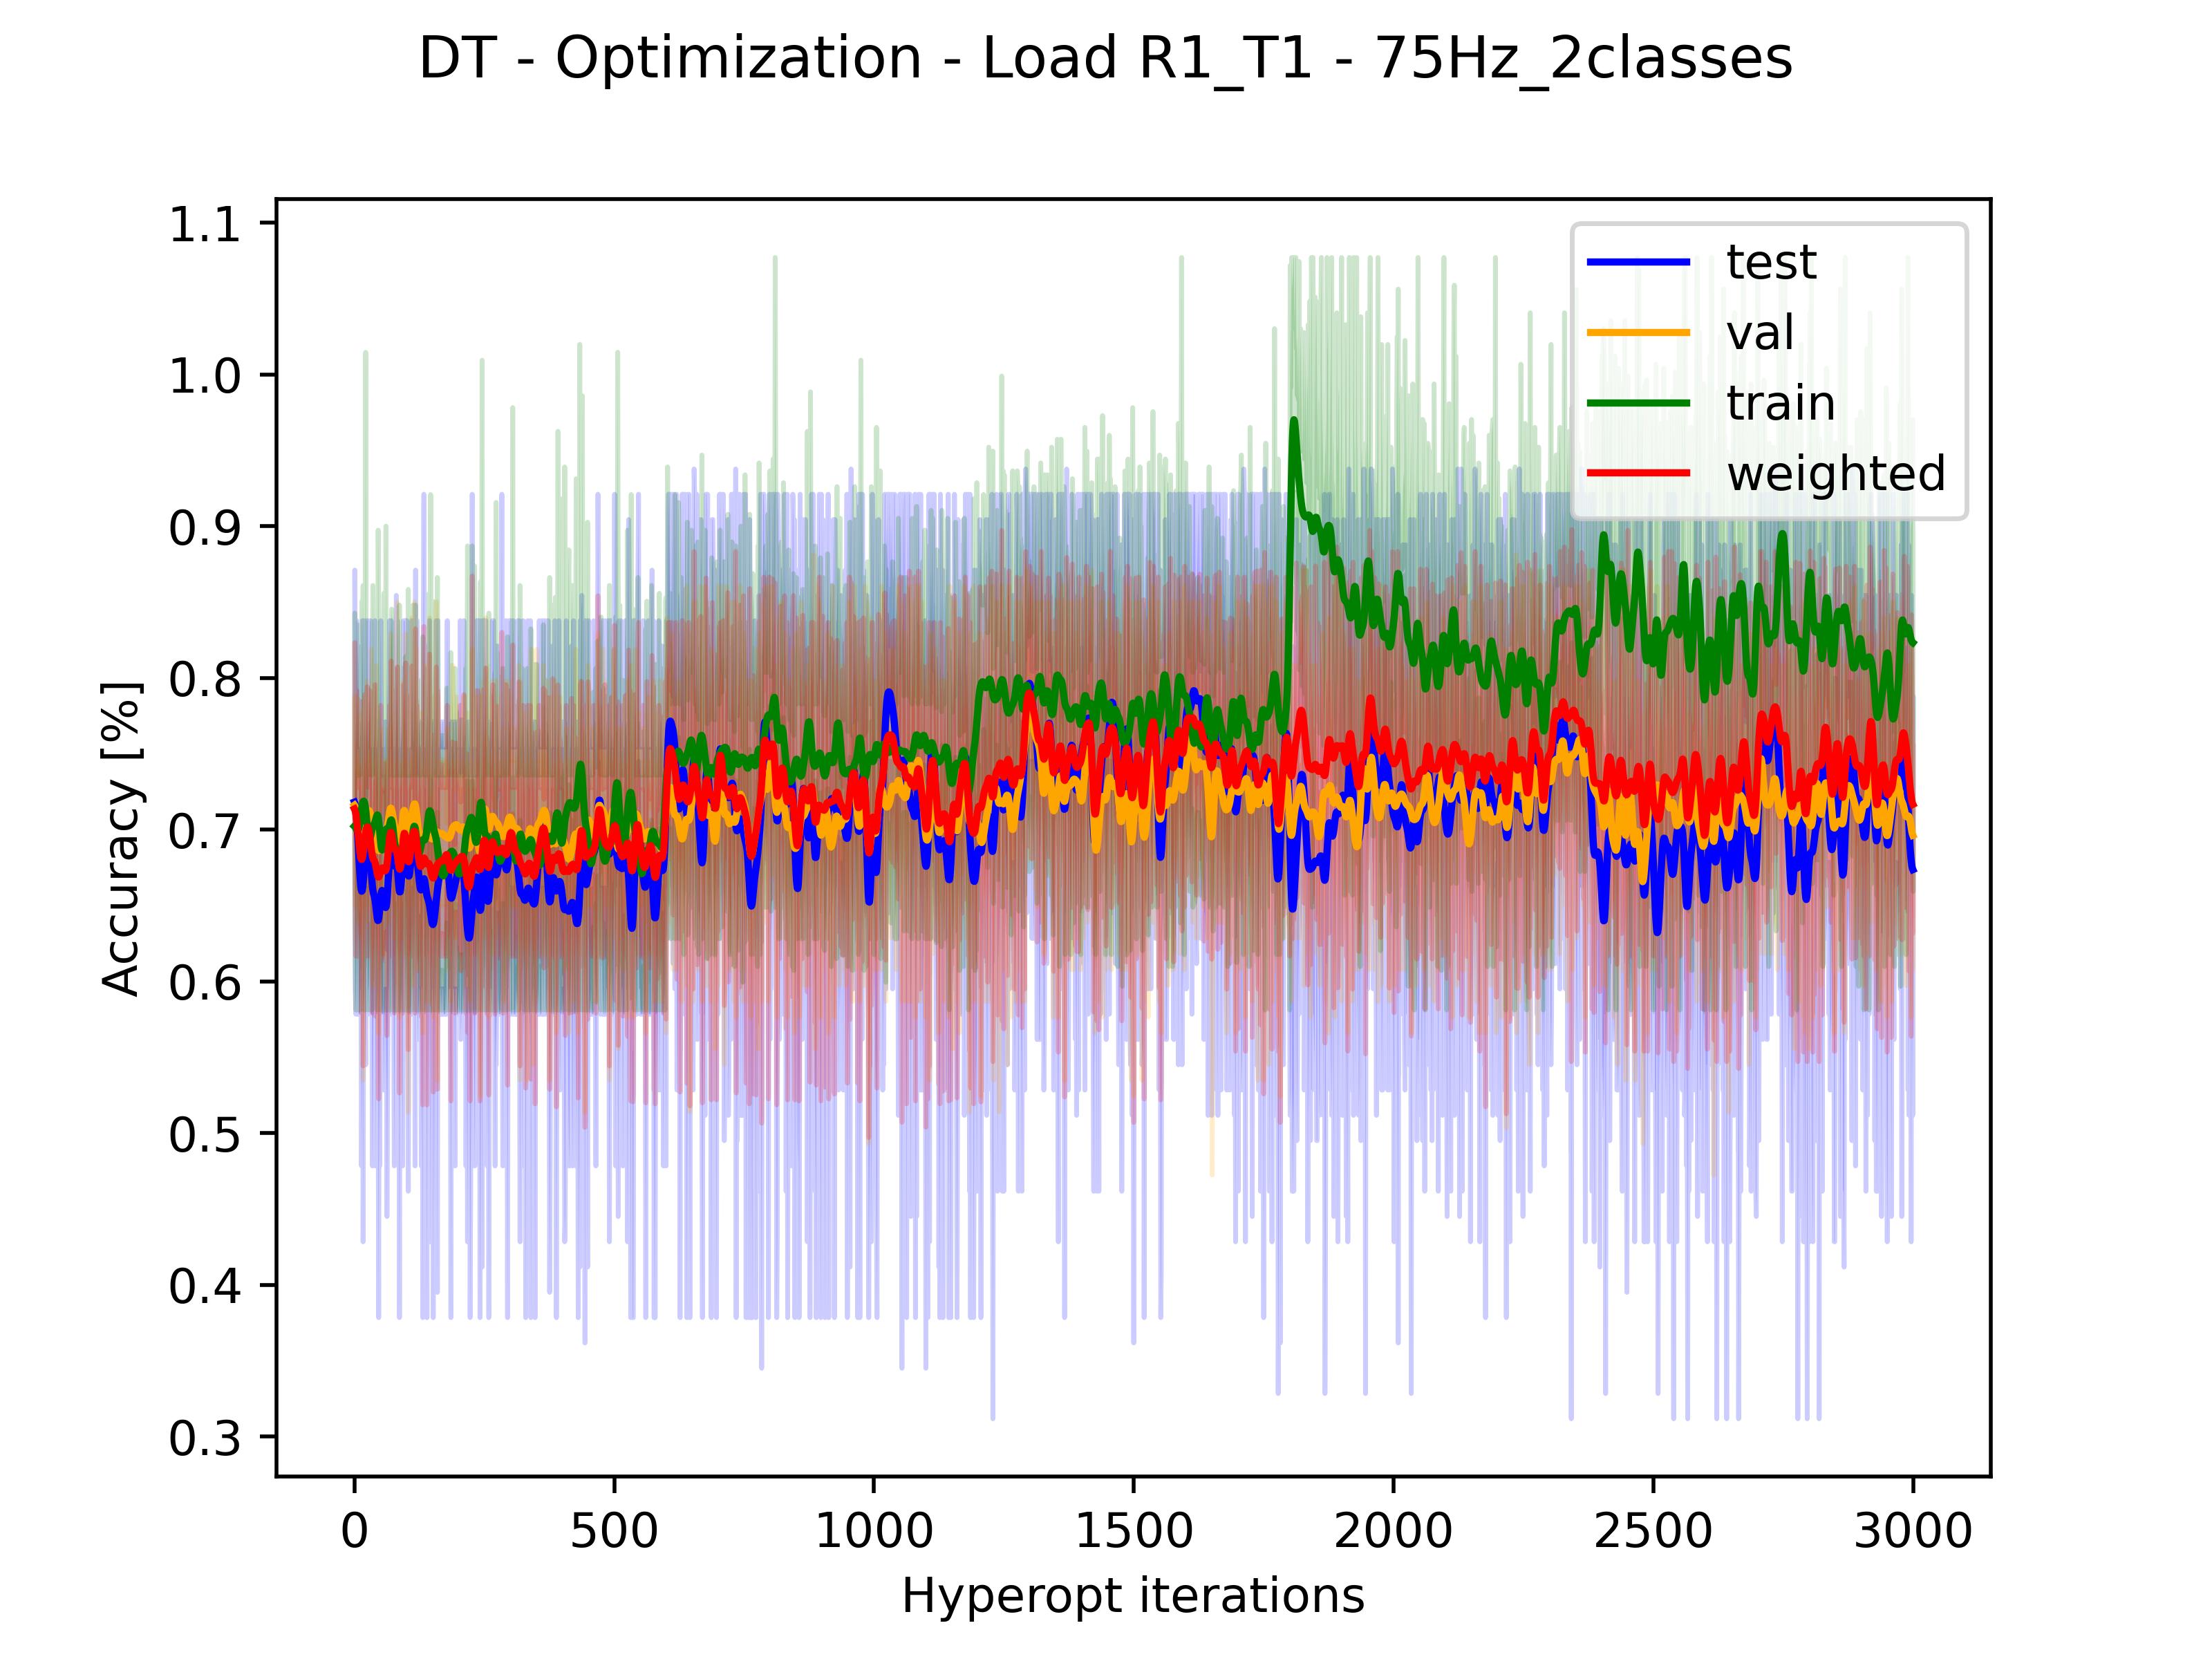 DT - Optimization - Load R1_T1 - 75Hz_2classes
1.1
1.0
0.9
0.8
0.7
0.6
0.5
0.4
0.3
Accuracy [%]
test
val
train
weighted
0 500 1000 1500 2000 2500 3000
Hyperopt iterations